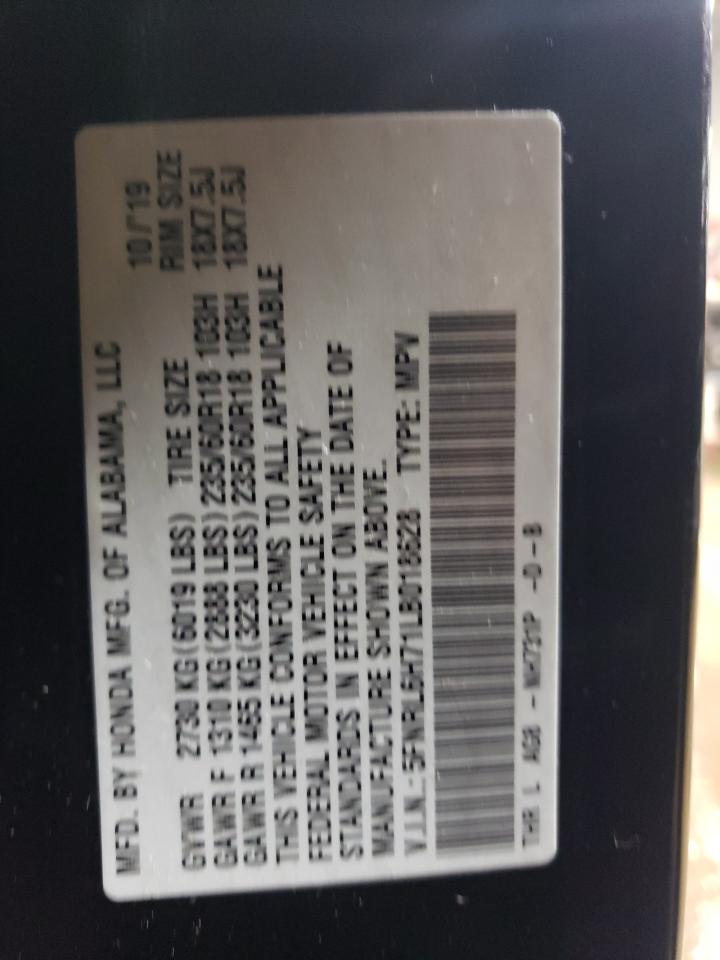 MFD. BY HONDA MFG. OF ALABAMA, LLC 10/'19
GVWR 2730 KG(6019 LBS) TIRE SIZE RIM SIZE
GAWR F 1310 KG(2888 LBS)235/60R18 103H 18X7.5J
GAWR R 1465 KG(3230 LBS)235/60R18 103H 18X7.5J
THIS VEHICLE CONFORMS TO ALL APPLICABLE
FEDERAL MOTOR VEHICLE SAFETY
STANDARDS IN EFFECT ON THE DATE OF
MANUFACTURE SHOWN ABOVE.
V.I.N.: 5FNRL6H71LB018628 TYPE: MPV
THR L AGB -NH731P -D-B